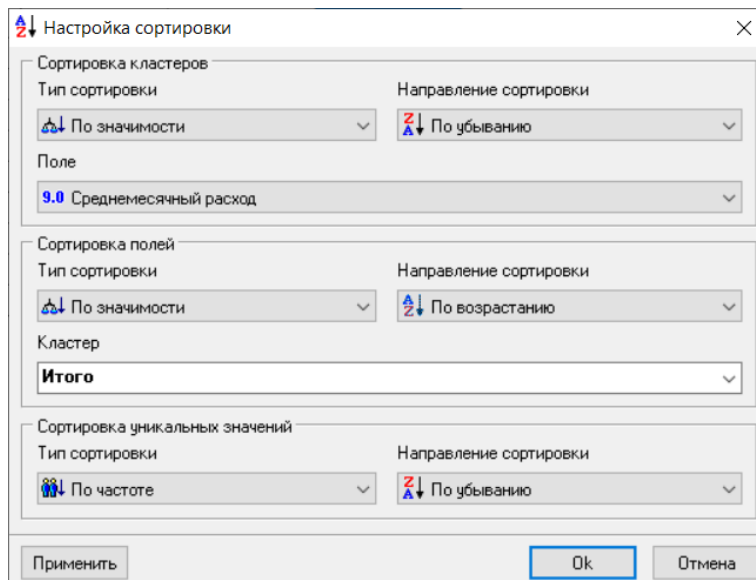 Настройка сортировки
Сортировка кластеров
Тип сортировки Направление сортировки
По значимости По убыванию
Поле
9.0 Среднемесячный расход
Сортировка полей
Тип сортировки Направление сортировки
По значимости По возрастанию
Кластер
Итого
Сортировка уникальных значений
Тип сортировки Направление сортировки
По частоте По убыванию
Применить Ok Отмена